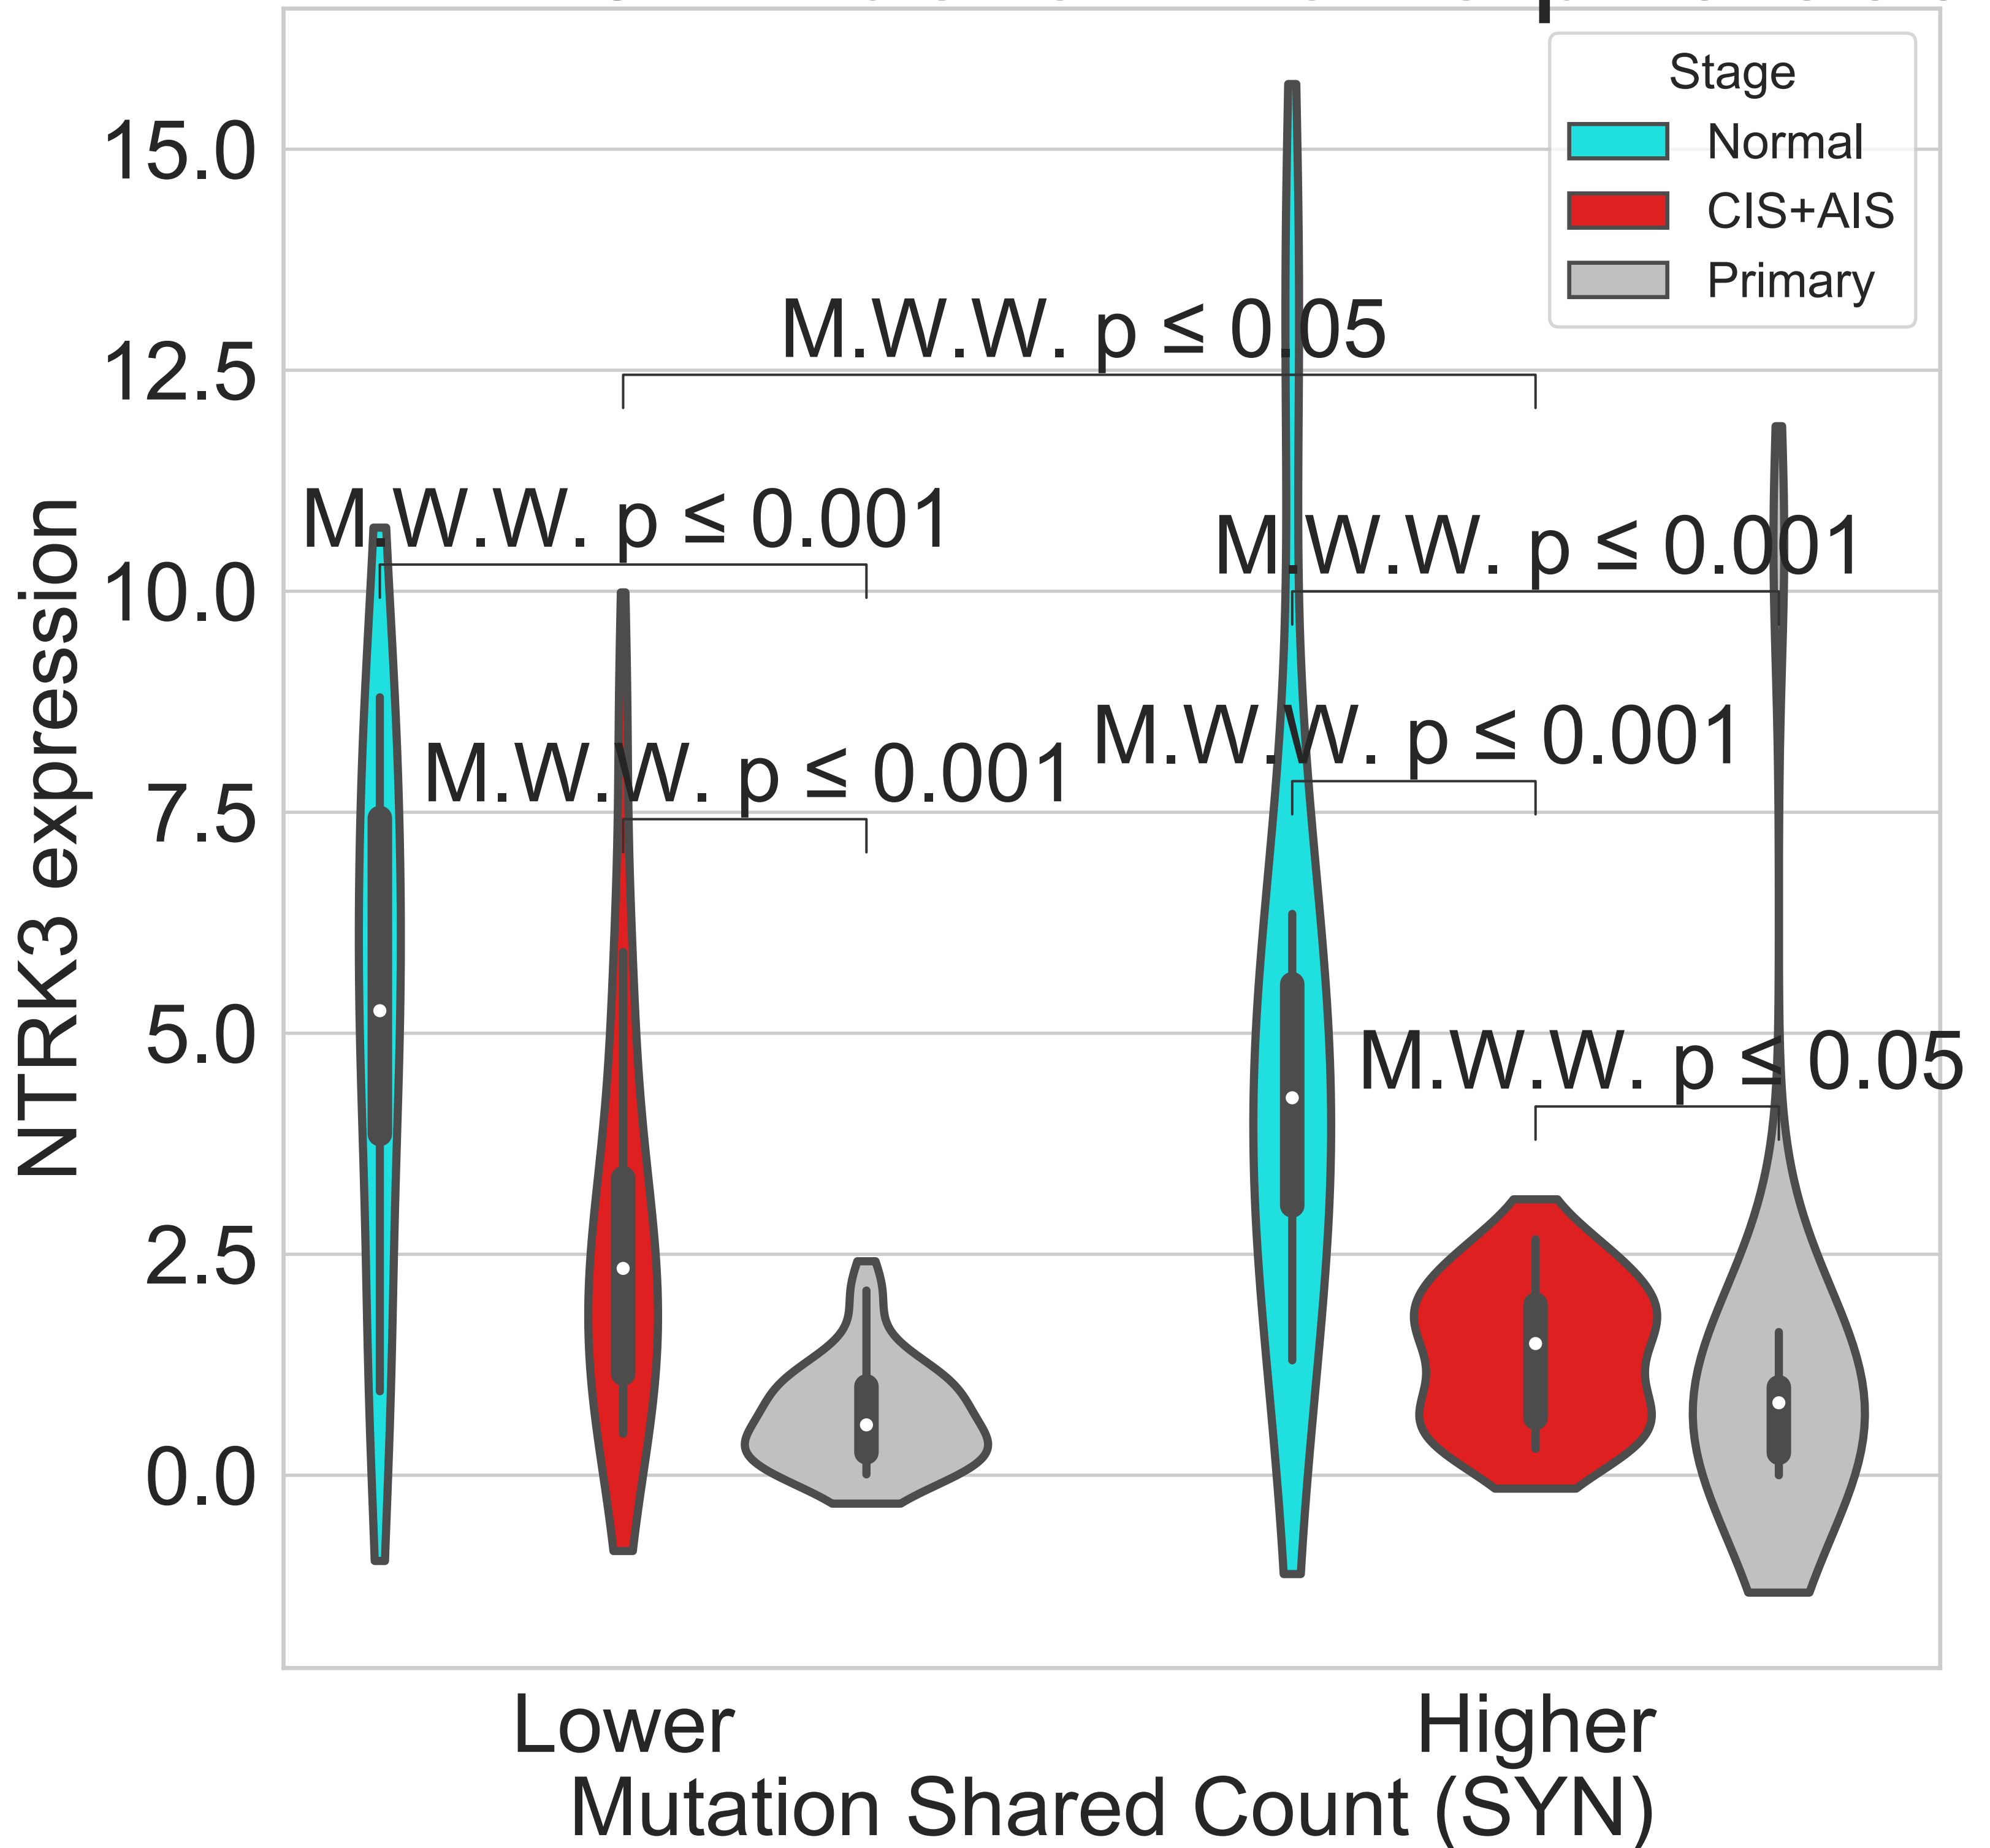 Stage
Normal
CIS+AIS
Primary
15.0
12.5
10.0
7.5
5.0
2.5
0.0
NTRK3 expression
M.W.W. p ≤ 0.05
M.W.W. p ≤ 0.001
M.W.W. p ≤ 0.001
M.W.W. p ≤ 0.001
M.W.W. p ≤ 0.001
M.W.W. p ≤ 0.05
Lower
Higher
Mutation Shared Count (SYN)